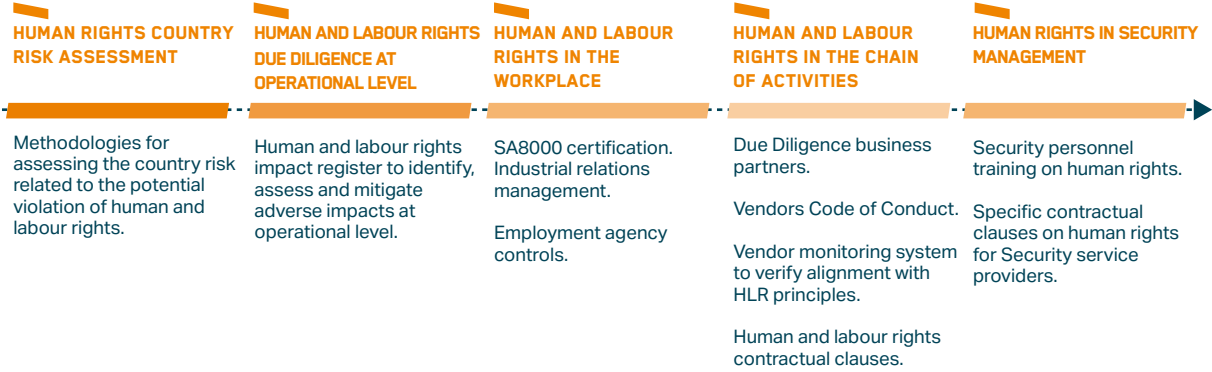 HUMAN RIGHTS COUNTRY
RISK ASSESSMENT
Methodologies for
assessing the country risk
related to the potential
violation of human and
labour rights.
HUMAN AND LABOUR RIGHTS
DUE DILIGENCE AT
OPERATIONAL LEVEL
Human and labour rights
impact register to identify,
assess and mitigate
adverse impacts at
operational level.
HUMAN AND LABOUR
RIGHTS IN THE
WORKPLACE
SA8000 certification.
Industrial relations
management.
Employment agency
controls.
HUMAN AND LABOUR
RIGHTS IN THE CHAIN
OF ACTIVITIES
Due Diligence business
partners.
Vendors Code of Conduct.
Vendor monitoring system
to verify alignment with
HLR principles.
Human and labour rights
contractual clauses.
HUMAN RIGHTS IN SECURITY
MANAGEMENT
Security personnel
training on human rights.
Specific contractual
clauses on human rights
for Security service
providers.